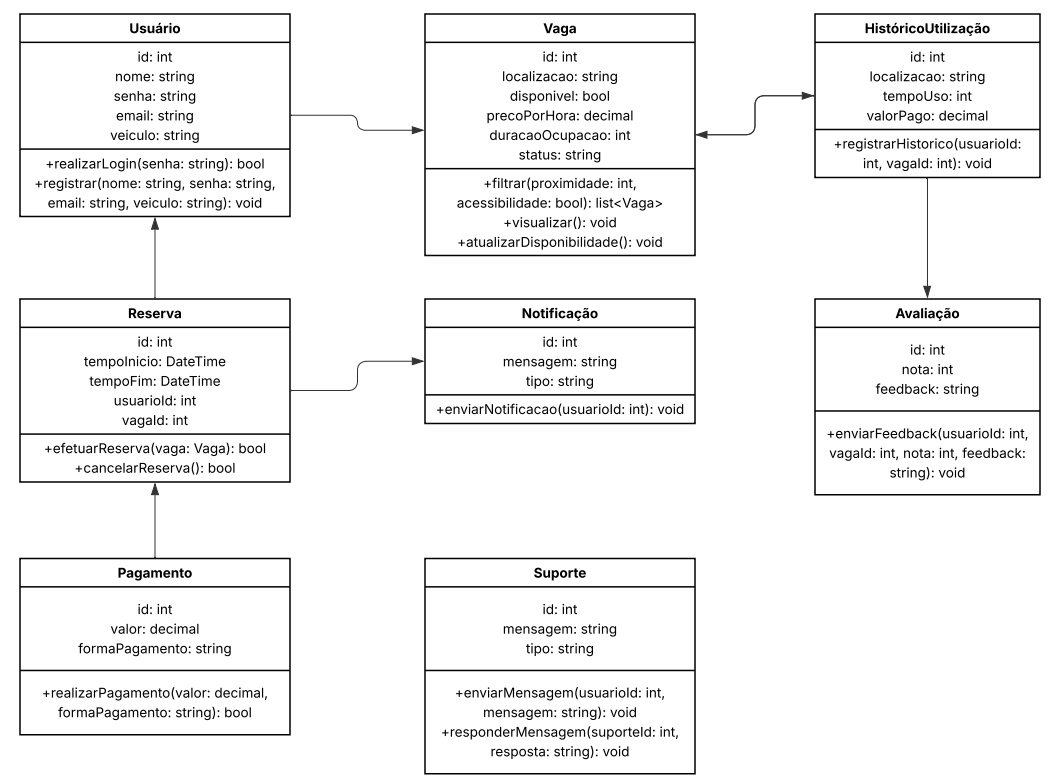 Usuário
id: int
nome: string
senha: string
email: string
veiculo: string
+realizarLogin(senha: string): bool
+registrar(nome: string, senha: string,
email: string, veiculo: string): void
Vaga
id: int
localizacao: string
disponivel: bool
precoPorHora: decimal
duracaoOcupacao: int
status: string
+filtrar(proximidade: int,
acessibilidade: bool): list<Vaga>
+visualizar(): void
+atualizarDisponibilidade(): void
HistóricoUtilização
id: int
localizacao: string
tempoUso: int
valorPago: decimal
+registrarHistorico(usuarioId:
int, vagaId: int): void
Reserva
id: int
tempoInicio: DateTime
tempoFim: DateTime
usuarioId: int
vagaId: int
+efetuarReserva(vaga: Vaga): bool
+cancelarReserva(): bool
Notificação
id: int
mensagem: string
tipo: string
+enviarNotificacao(usuarioId: int): void
Avaliação
id: int
nota: int
feedback: string
+enviarFeedback(usuarioId: int,
vagaId: int, nota: int, feedback:
string): void
Pagamento
id: int
valor: decimal
formaPagamento: string
+realizarPagamento(valor: decimal,
formaPagamento: string): bool
Suporte
id: int
mensagem: string
tipo: string
+enviarMensagem(usuarioId: int,
mensagem: string): void
+responderMensagem(suporteId: int,
resposta: string): void